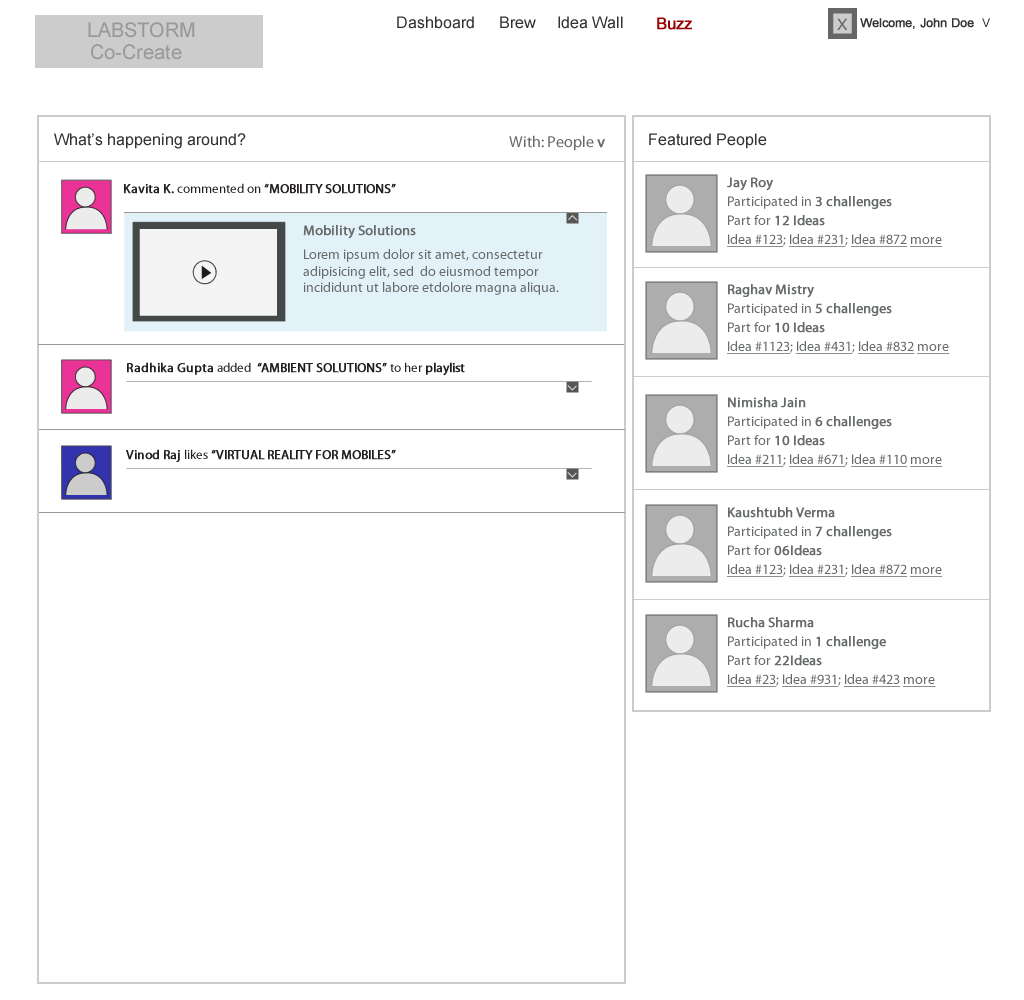 LABSTORM
Co-Create
Dashboard Brew Idea Wall Buzz
X Welcome, John Doe V
What's happening around?
With: People v
Kavita K. commented on “MOBILITY SOLUTIONS”
Mobility Solutions
Lorem ipsum dolor sit amet, consectetur
adipisicing elit, sed do eiusmod tempor
incididunt ut labore etdolore magna aliqua.
Radhika Gupta added “AMBIENT SOLUTIONS” to her playlist
Vinod Raj likes “VIRTUAL REALITY FOR MOBILES”
Featured People
Jay Roy
Participated in 3 challenges
Part for 12 Ideas
Idea #123; Idea #231; Idea #872 more
Raghav Mistry
Participated in 5 challenges
Part for 10 Ideas
Idea #1123; Idea #431; Idea #832 more
Nimisha Jain
Participated in 6 challenges
Part for 10 Ideas
Idea #211; Idea #671; Idea #110 more
Kaushtubh Verma
Participated in 7 challenges
Part for 06Ideas
Idea #123; Idea #231; Idea #872 more
Rucha Sharma
Participated in 1 challenge
Part for 22Ideas
Idea #23; Idea #931; Idea #423 more